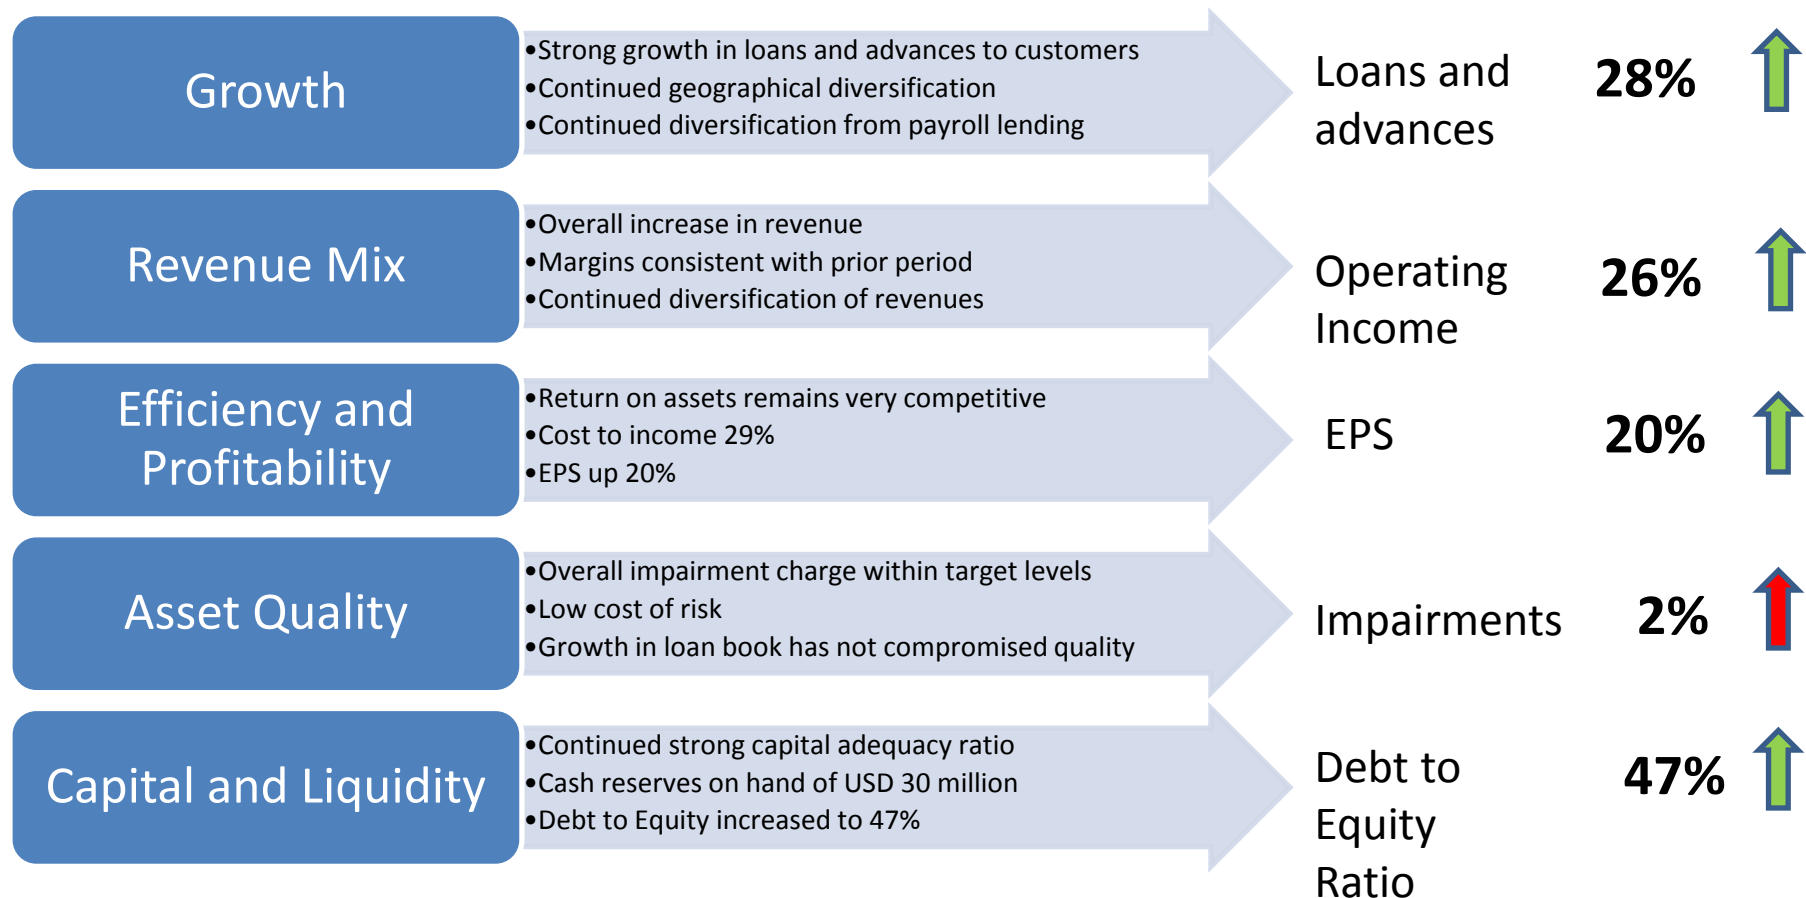 Growth
•Strong growth in loans and advances to customers
•Continued geographical diversification
•Continued diversification from payroll lending
Loans and
advances
28%
Revenue Mix
•Overall increase in revenue
•Margins consistent with prior period
•Continued diversification of revenues
Operating
Income
26%
Efficiency and
Profitability
•Return on assets remains very competitive
•Cost to income 29%
•EPS up 20%
EPS
20%
Asset Quality
•Overall impairment charge within target levels
•Low cost of risk
•Growth in loan book has not compromised quality
Impairments
2%
Capital and Liquidity
•Continued strong capital adequacy ratio
•Cash reserves on hand of USD 30 million
•Debt to Equity increased to 47%
Debt to
Equity
Ratio
47%